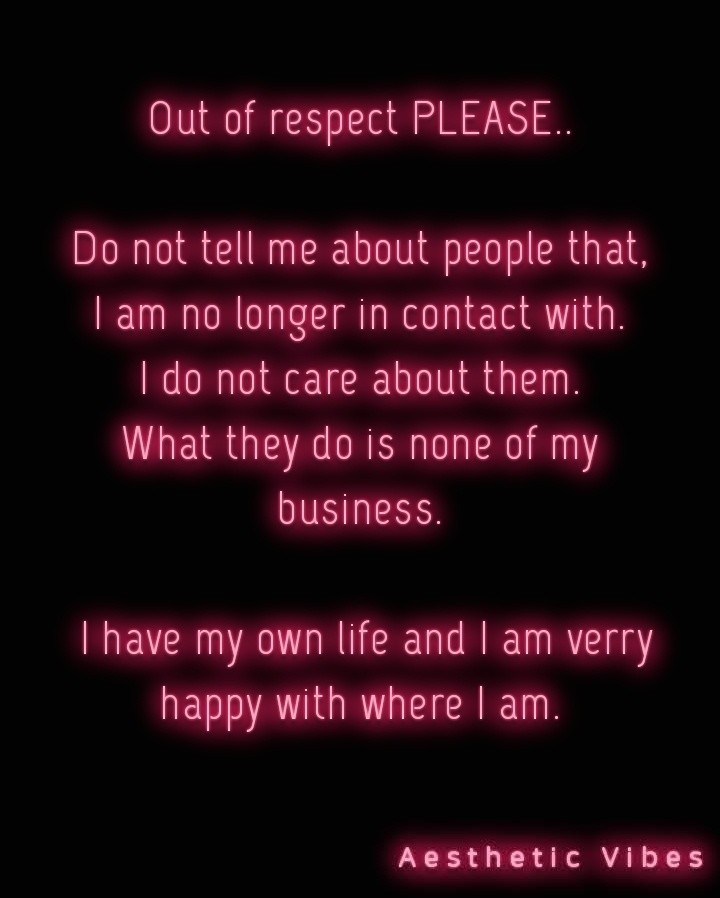 Out of respect PLEASE..
Do not tell me about people that,
I am no longer in contact with.
I do not care about them.
What they do is none of my
business.
I have my own life and I am verry
happy with where I am.
Aesthetic Vibes